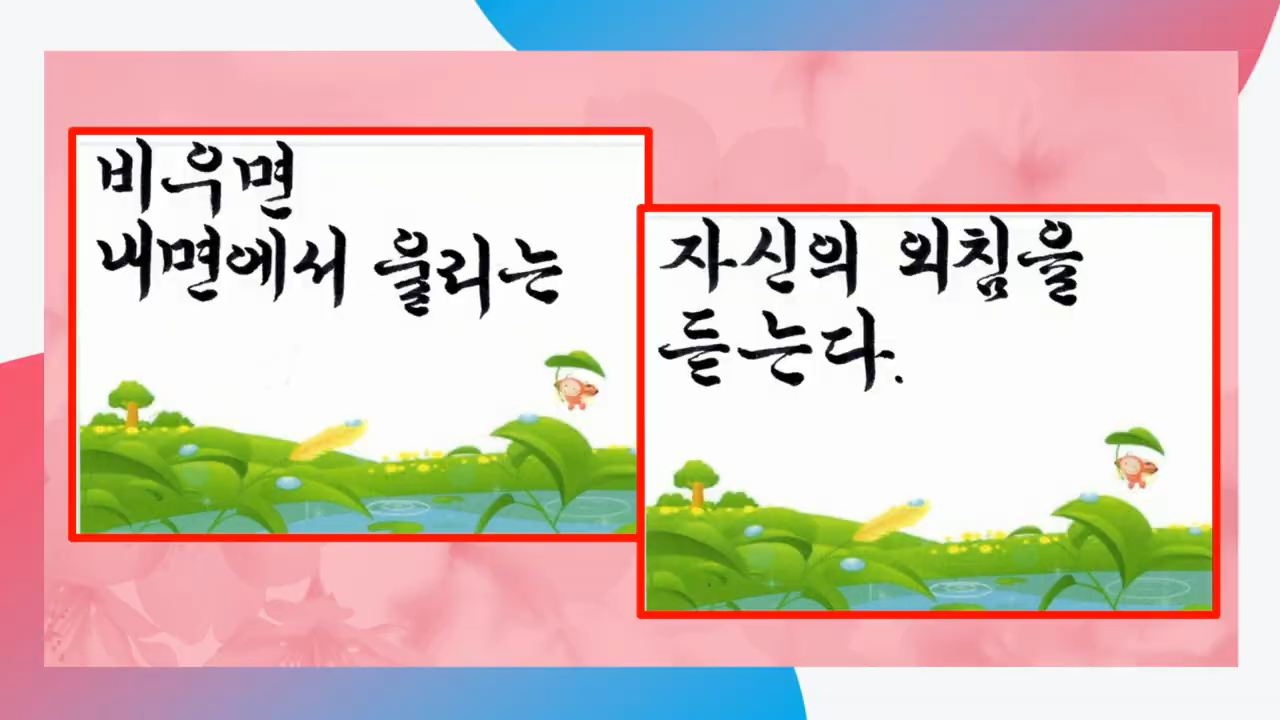 비우면
내면에서 울리는
자신의 외침을
듣는다.